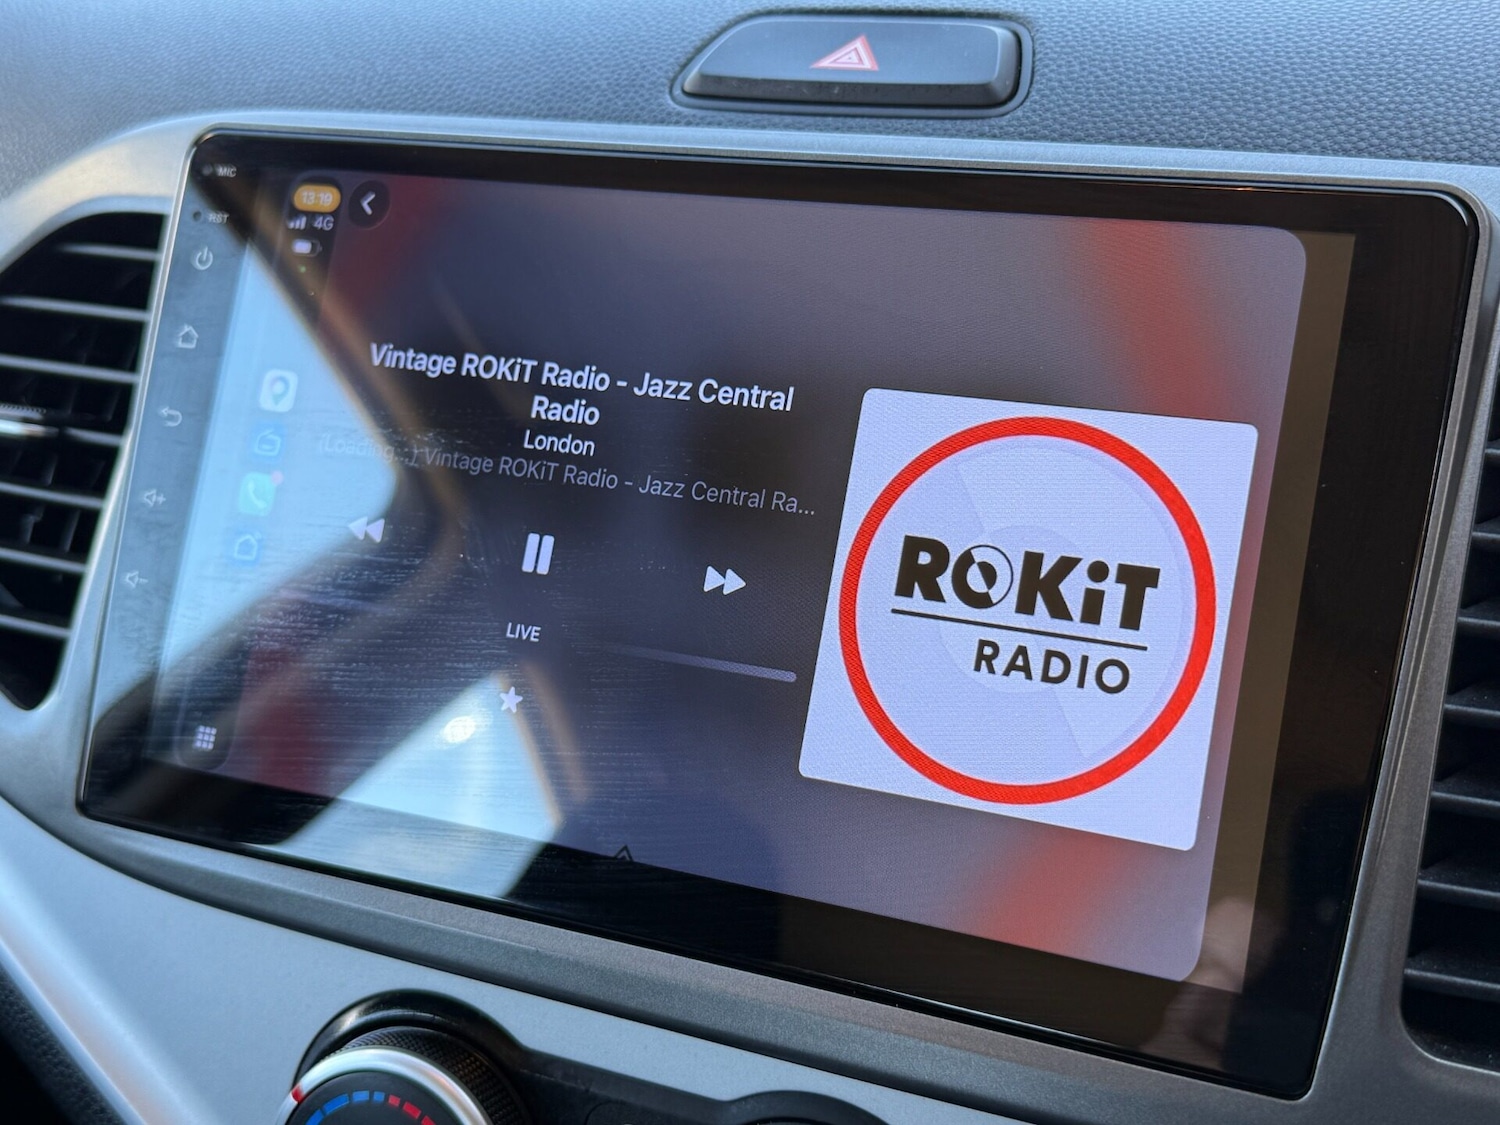 MIC
RST
13:19
4G
Vintage ROKiT Radio - Jazz Central
Radio
London
(Loading...) Vintage ROKiT Radio - Jazz Central Ra...
LIVE
ROKiT
RADIO